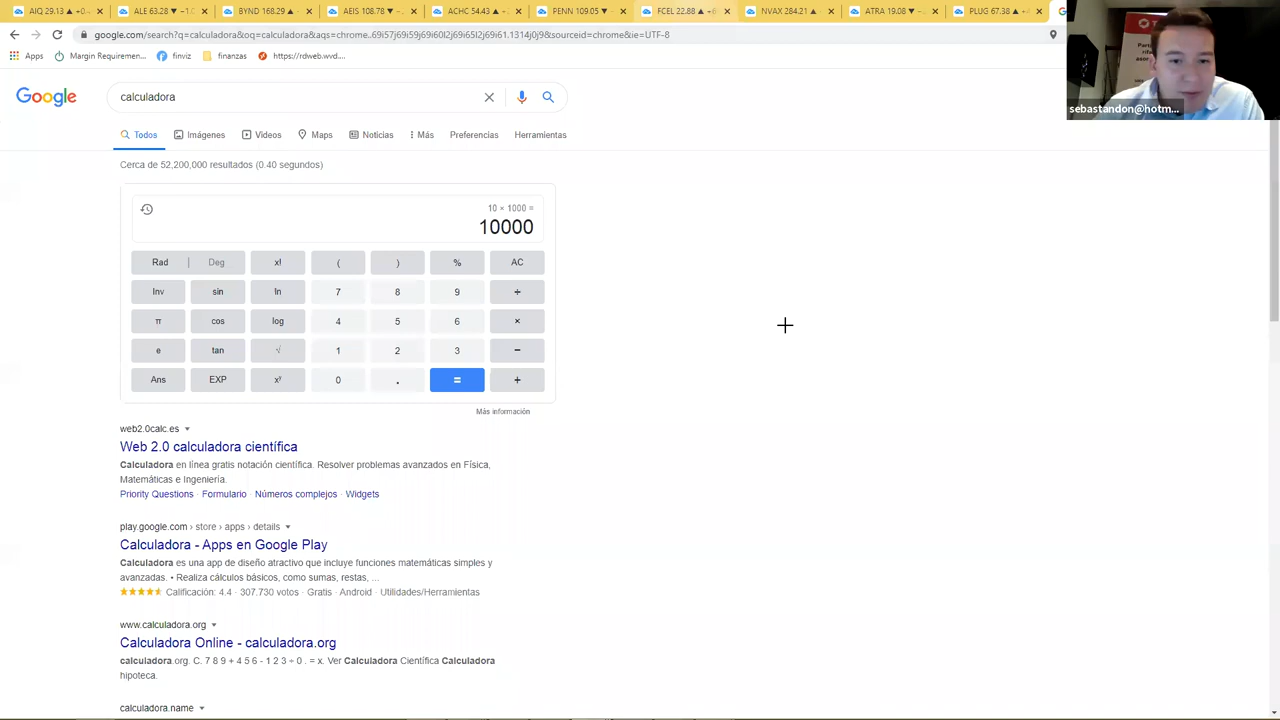 AIQ 29.13 ▲ +0.
ALE 63.28 ▼ -1.
BYND 168.29 ▲
AEIS 108.78 ▼ -.
ACHC 54.43 ▲ +
PENN 109.05 ▼
FCEL 22.88 ▲ +6
NVAX 284.21 ▲
ATRA 19.08 ▼
PLUG 67.38 ▲ +
google.com/search?q=calculadora&oq=calculadora&aqs=chrome..69i57j69i59j69i60l2j69i65l2j69i61.1314j0j9&sourceid=chrome&ie=UTF-8
Apps
Margin Requiremen...
finviz
finanzas
https://rdweb.wvd....
sebastandon@hotm...
Google
calculadora
Todos
Imágenes
Videos
Maps
Noticias
Más
Preferencias
Herramientas
Cerca de 52,200,000 resultados (0.40 segundos)
10 × 1000 =
10000
Rad | Deg x! ( ) % AC
Inv sin ln 7 8 9 ÷
π cos log 4 5 6 ×
e tan √ 1 2 3 −
Ans EXP xʸ 0 . = +
Más información
web2.0calc.es
Web 2.0 calculadora científica
Calculadora en línea gratis notación científica. Resolver problemas avanzados en Física,
Matemáticas e Ingeniería.
Priority Questions · Formulario · Números complejos · Widgets
play.google.com › store › apps › details
Calculadora - Apps en Google Play
Calculadora es una app de diseño atractivo que incluye funciones matemáticas simples y
avanzadas. • Realiza cálculos básicos, como sumas, restas, ...
Calificación: 4.4 · 307.730 votos · Gratis · Android · Utilidades/Herramientas
www.calculadora.org
Calculadora Online - calculadora.org
calculadora.org. C. 7 8 9 + 4 5 6 - 1 2 3 ÷ 0 . = x. Ver Calculadora Científica Calculadora
hipoteca.
calculadora.name